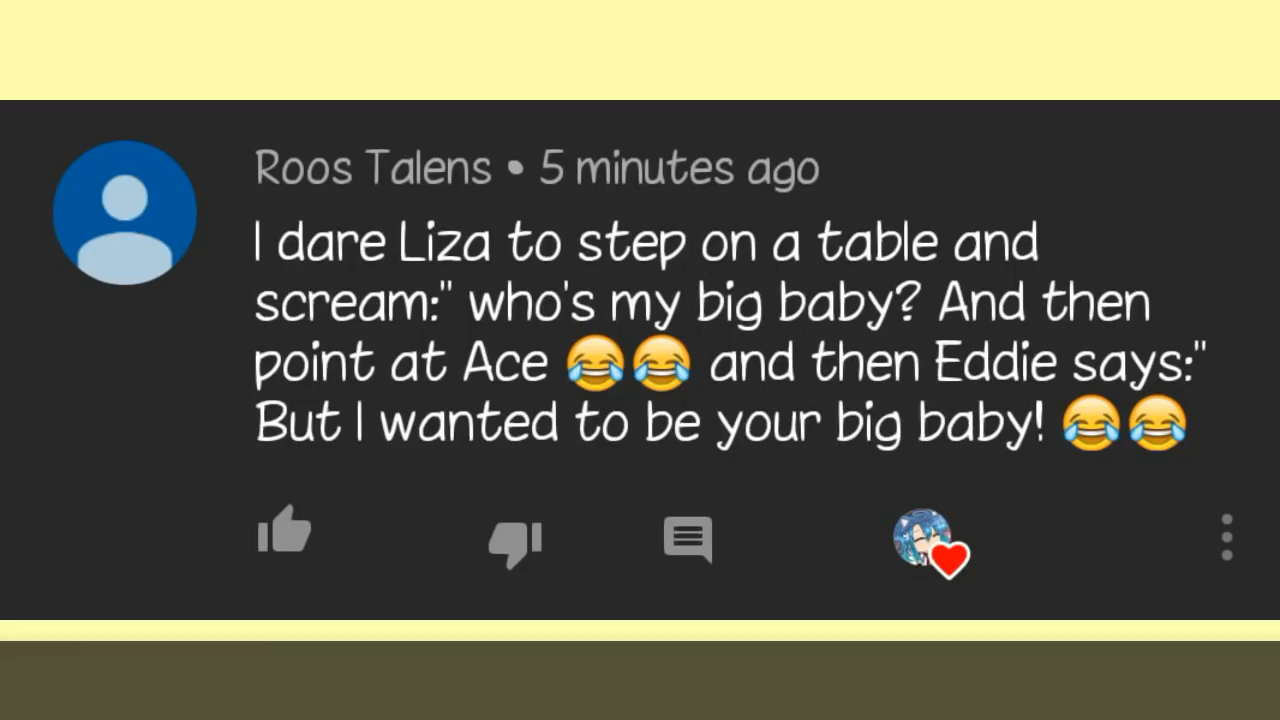 Roos Talens • 5 minutes ago
I dare Liza to step on a table and
scream:" who's my big baby? And then
point at Ace 😂😂 and then Eddie says:"
But I wanted to be your big baby! 😂😂